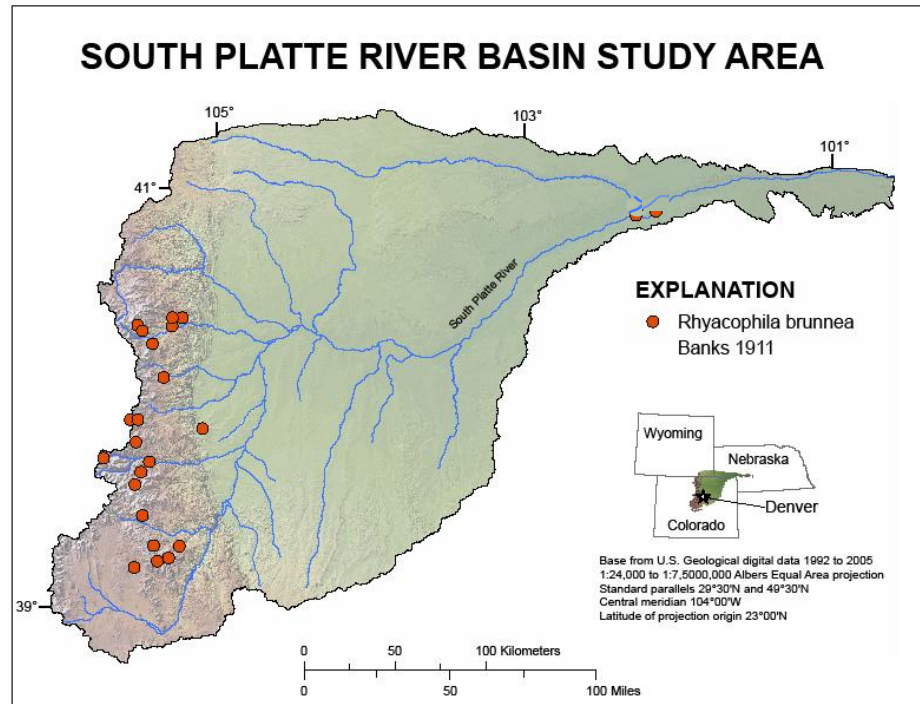 SOUTH PLATTE RIVER BASIN STUDY AREA
105°
103°
101°
41°
South Platte River
EXPLANATION
Rhyacophila brunnea
Banks 1911
Wyoming
Nebraska
Denver
Colorado
Base from U.S. Geological digital data 1992 to 2005
1:24,000 to 1:7,5000,000 Albers Equal Area projection
Standard parallels 29°30'N and 49°30'N
Central meridian 104°00'W
Latitude of projection origin 23°00'N
39°
0 50 100 Kilometers
0 50 100 Miles